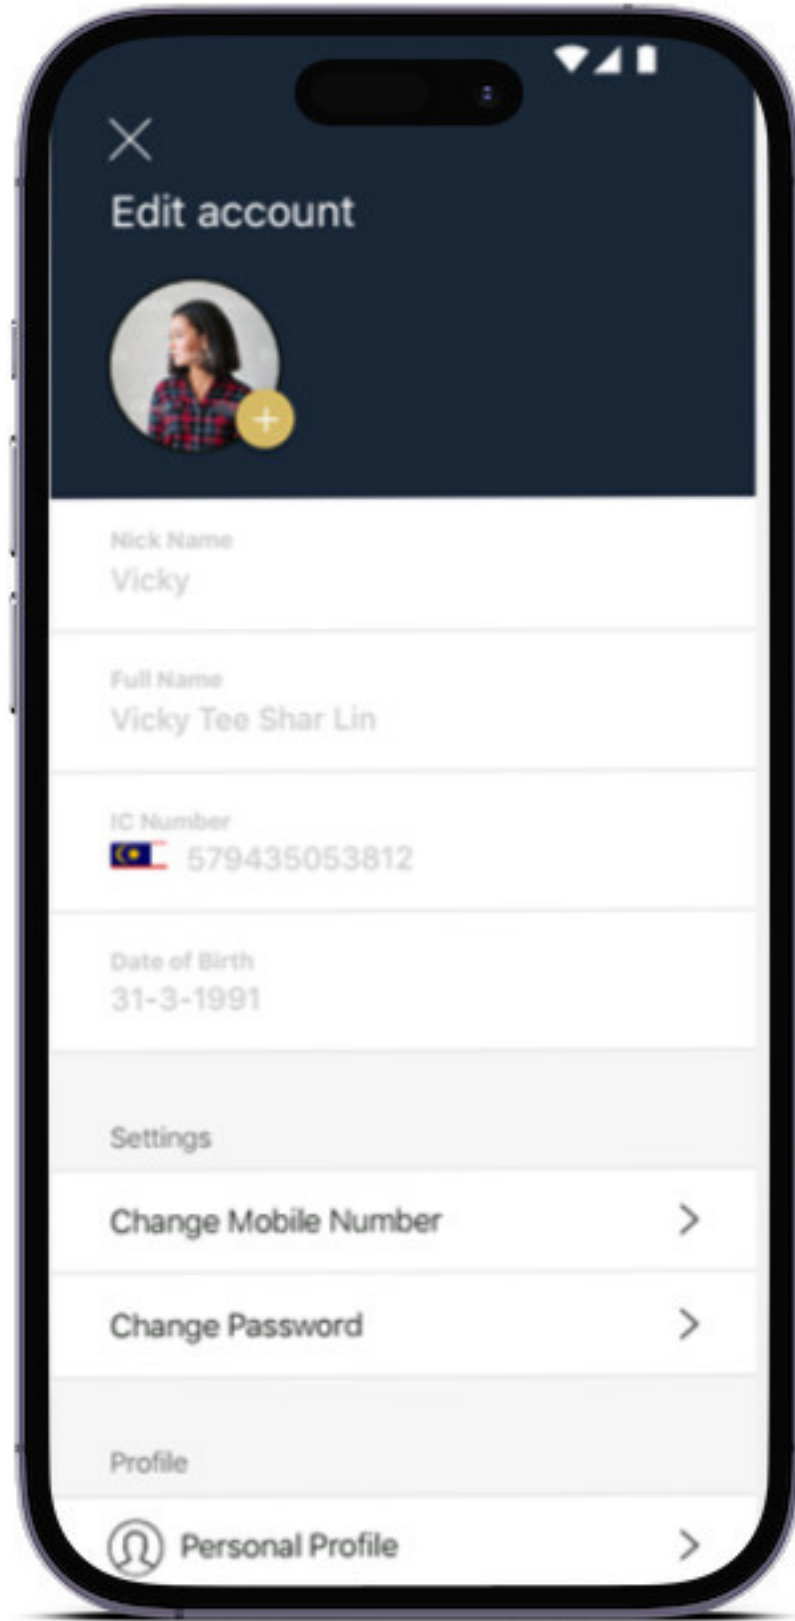 Edit account
Nick Name
Vicky
Full Name
Vicky Tee Shar Lin
IC Number
579435053812
Date of Birth
31-3-1991
Settings
Change Mobile Number
Change Password
Profile
Personal Profile